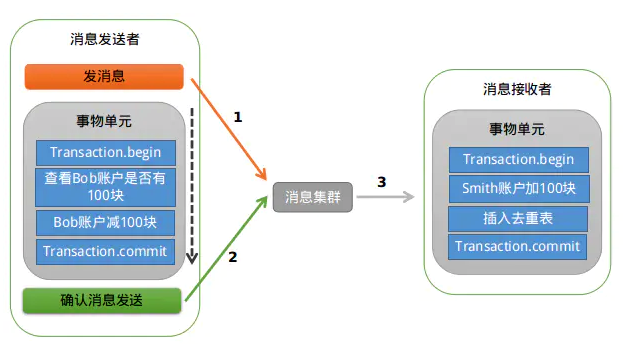 消息发送者
发消息
事物单元
Transaction.begin
查看Bob账户是否有
100块
Bob账户减100块
Transaction.commit
确认消息发送
1
2
消息集群
3
消息接收者
事物单元
Transaction.begin
Smith账户加100块
插入去重表
Transaction.commit